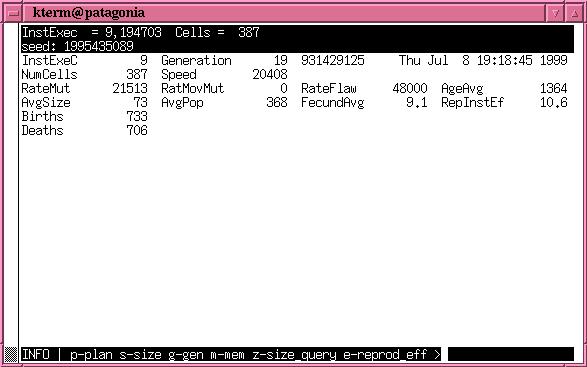 kterm@patagonia
InstExec  = 9,194703  Cells =  387
seed: 1995435089
InstExeC        9  Generation     19  931429125     Thu Jul  8 19:18:45 1999
NumCells      387  Speed       20408
RateMut     21513  RatMovMut       0  RateFlaw    48000  AgeAvg       1364
AvgSize        73  AvgPop        368  FecundAvg     9.1  RepInstEf    10.6
Births        733
Deaths        706
INFO | p-plan s-size g-gen m-mem z-size_query e-reprod_eff >